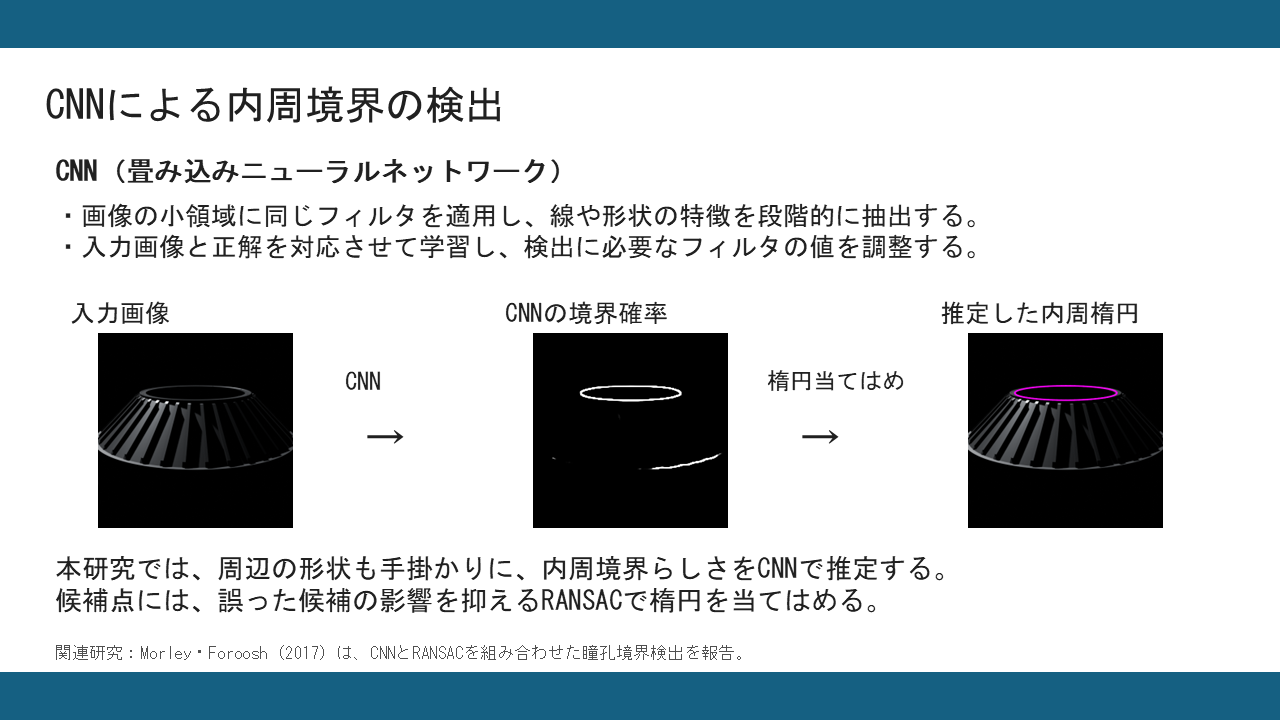 CNNによる内周境界の検出
CNN（畳み込みニューラルネットワーク）
・画像の小領域に同じフィルタを適用し、線や形状の特徴を段階的に抽出する。
・入力画像と正解を対応させて学習し、検出に必要なフィルタの値を調整する。
入力画像
CNNの境界確率
推定した内周楕円
CNN
→
楕円当てはめ
→
本研究では、周辺の形状も手掛かりに、内周境界らしさをCNNで推定する。
候補点には、誤った候補の影響を抑えるRANSACで楕円を当てはめる。
関連研究：Morley・Foroosh (2017) は、CNNとRANSACを組み合わせた瞳孔境界検出を報告。